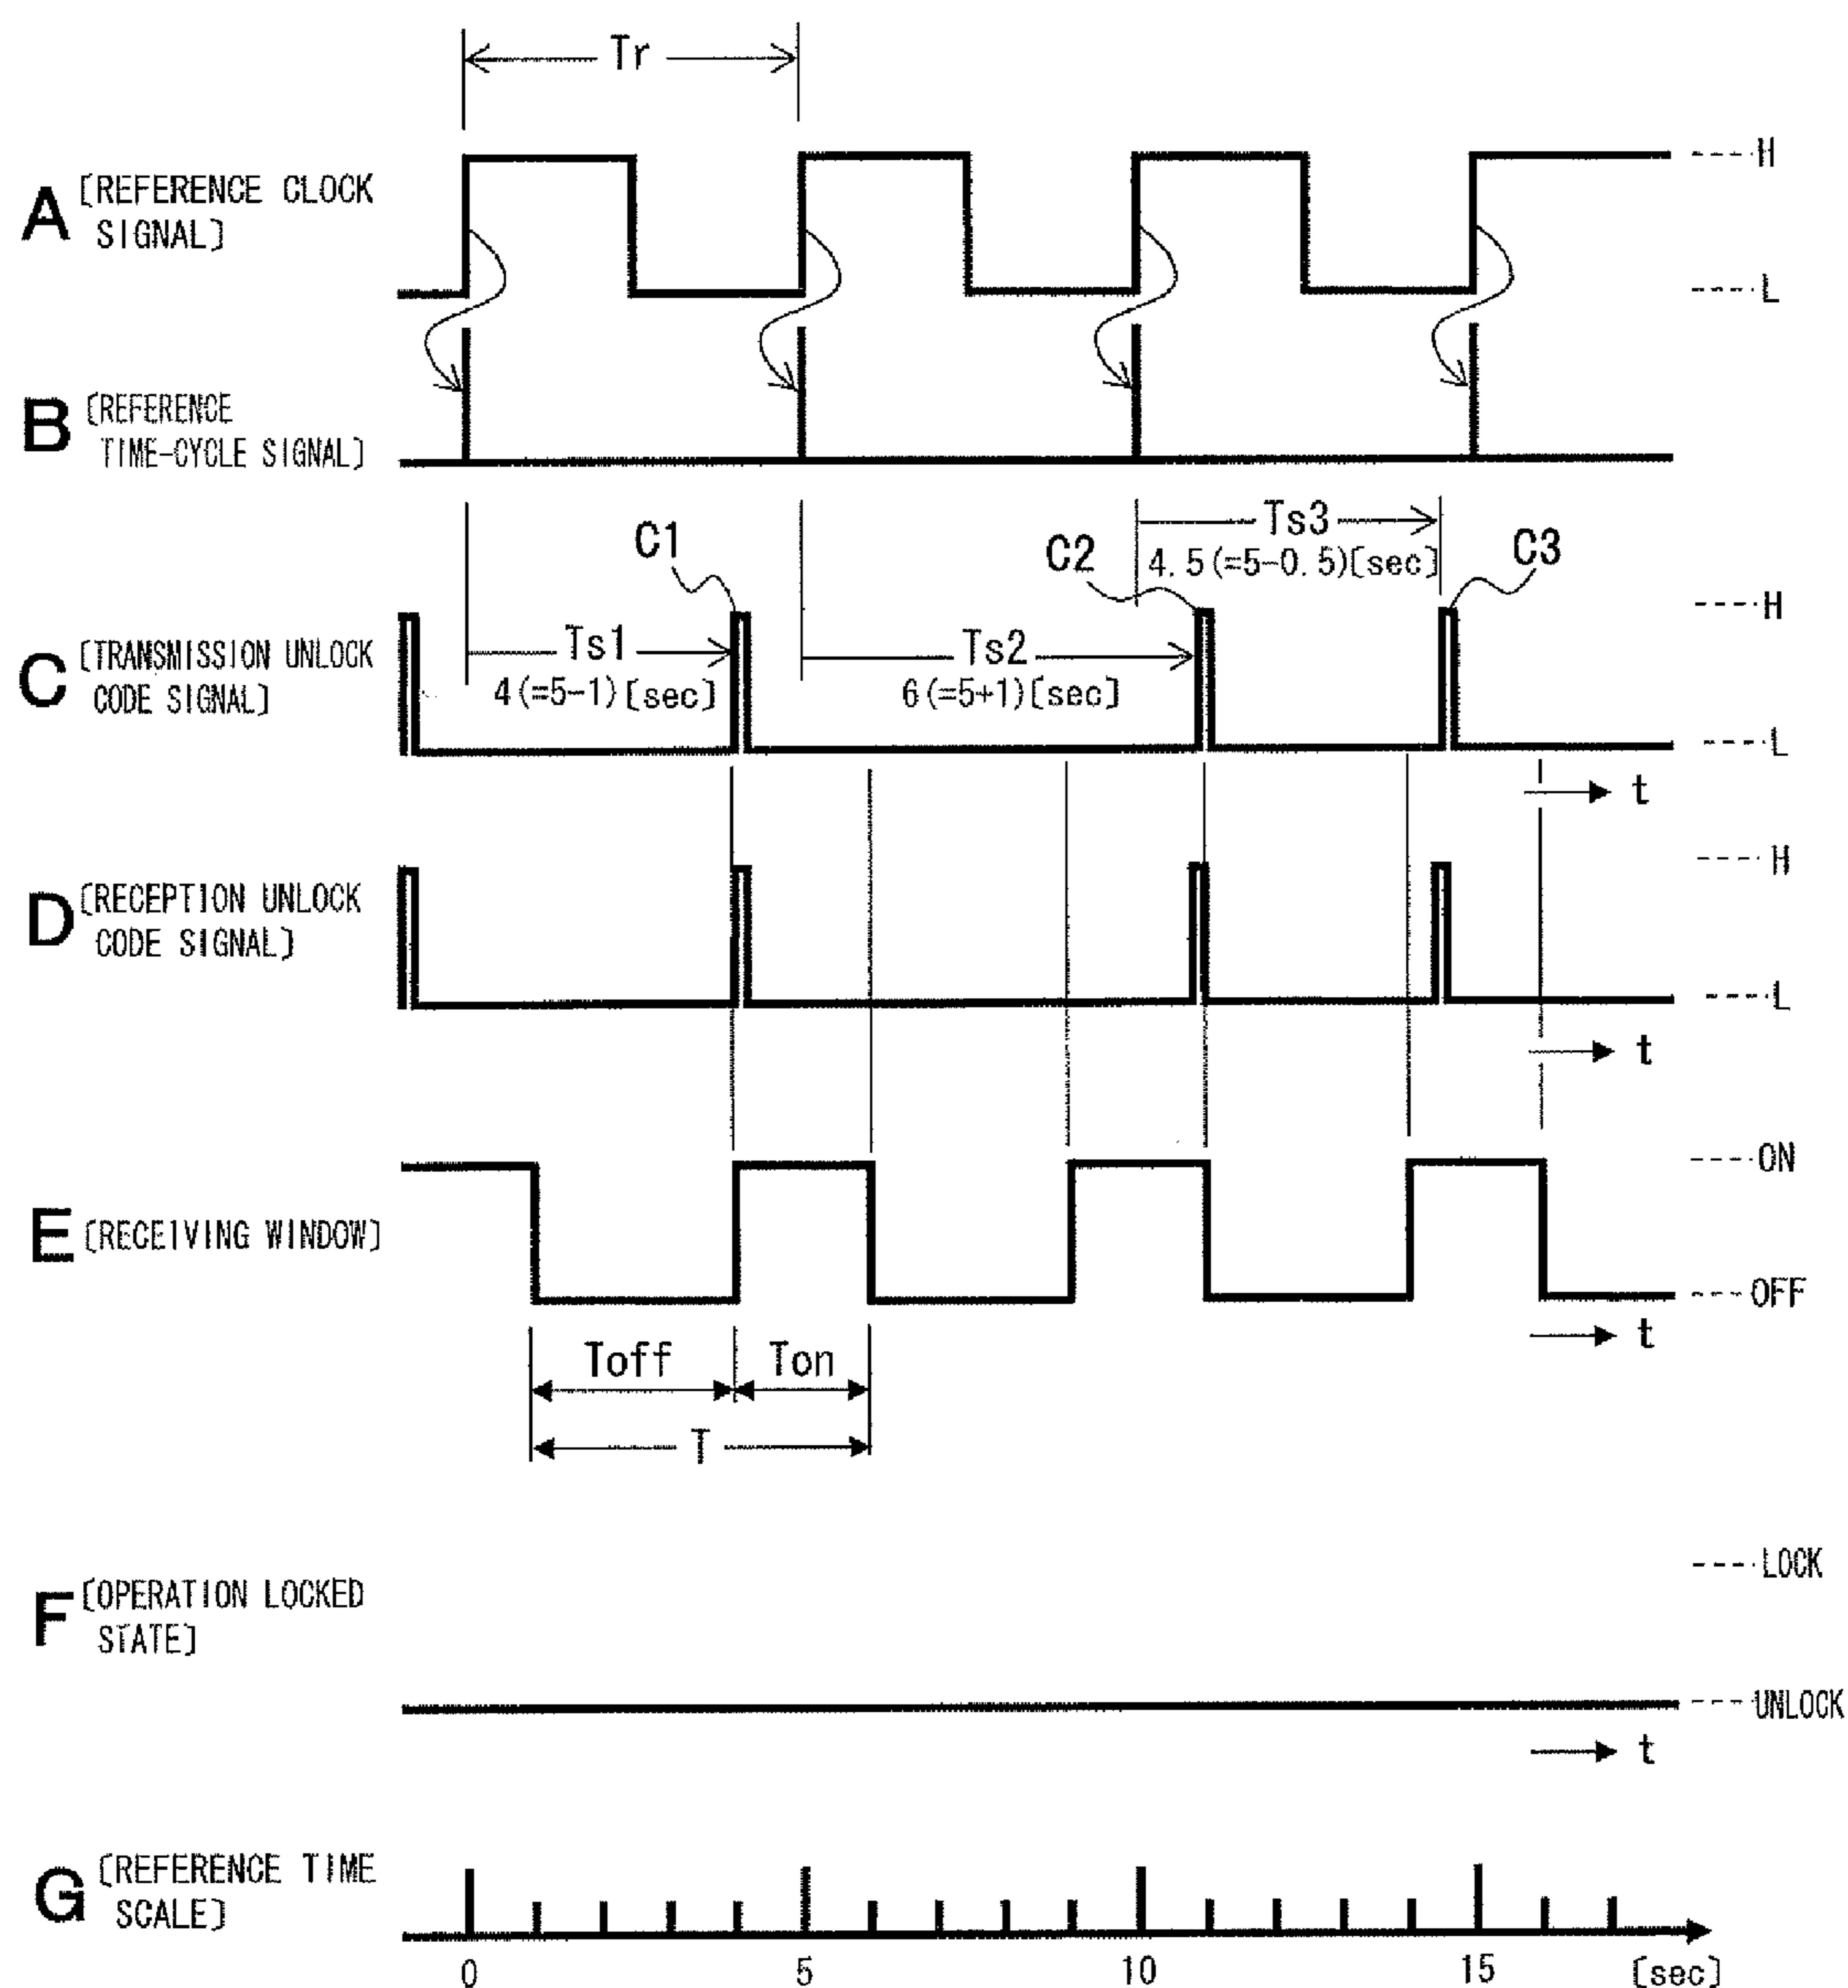 Tr
A [REFERENCE CLOCK
SIGNAL]
H
L
B [REFERENCE
TIME-CYCLE SIGNAL]
C1
C2
Ts3
4.5(=5-0.5)[sec]
C3
C [TRANSMISSION UNLOCK
CODE SIGNAL]
Ts1
4(=5-1)[sec]
Ts2
6(=5+1)[sec]
H
L
t
D [RECEPTION UNLOCK
CODE SIGNAL]
H
L
t
E [RECEIVING WINDOW]
ON
OFF
t
Toff
Ton
T
F [OPERATION LOCKED
STATE]
LOCK
UNLOCK
t
G [REFERENCE TIME
SCALE]
0 5 10 15 [sec]